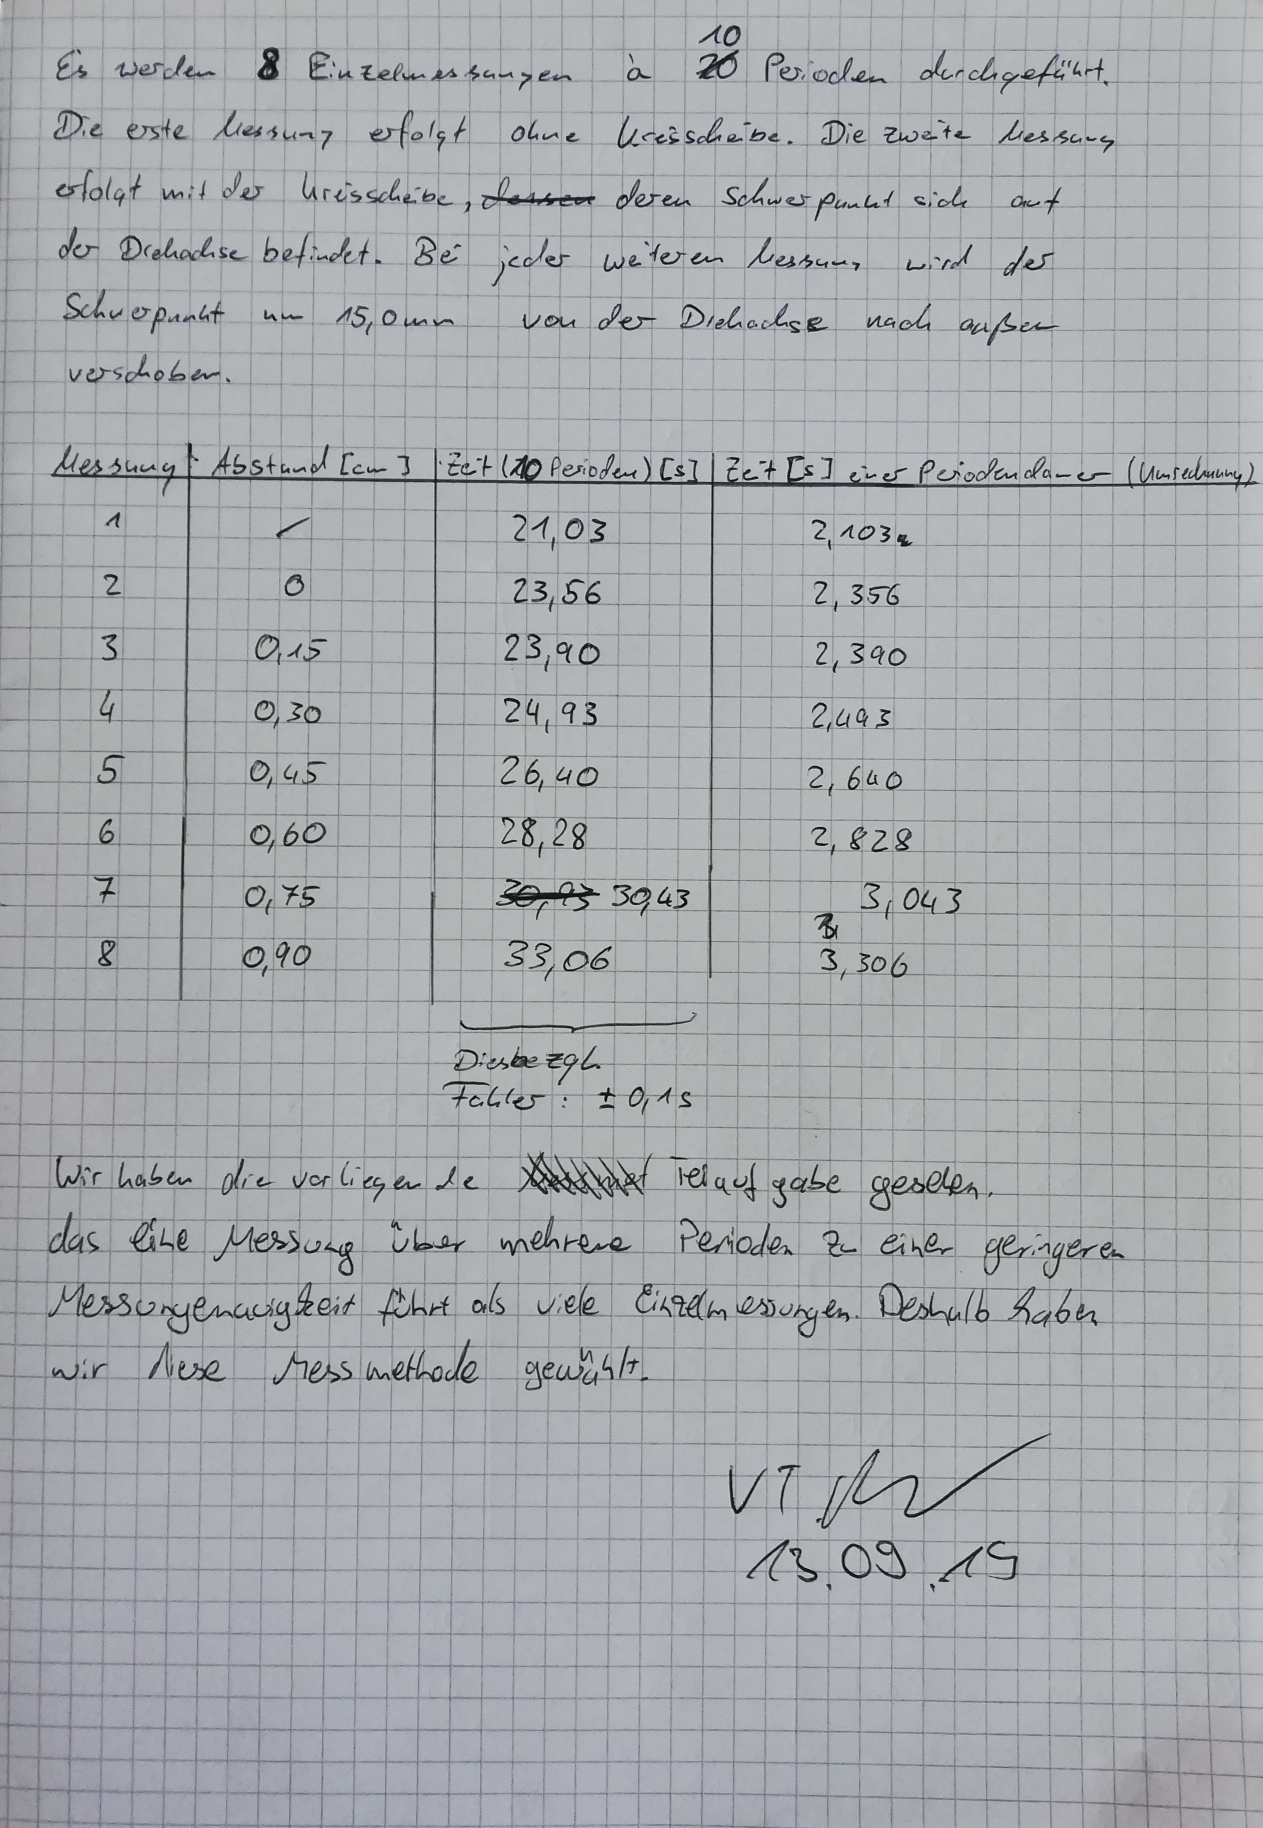 10
Es werden 8 Einzelmessungen à 20 Perioden durchgeführt.
Die erste Messung erfolgt ohne Kreisscheibe. Die zweite Messung
erfolgt mit der Kreisscheibe, dessen deren Schwerpunkt sich auf
der Drehachse befindet. Bei jeder weiteren Messung wird der
Schwerpunkt um 15,0mm von der Drehachse nach außen
verschoben.
Messung Abstand [cm] Zeit (10 Perioden) [s] Zeit [s] einer Periodendauer (Umrechnung)
1 / 21,03 2,103
2 0 23,56 2,356
3 0,15 23,90 2,390
4 0,30 24,93 2,493
5 0,45 26,40 2,640
6 0,60 28,28 2,828
7 0,75 30,93 30,43 3,043
8 0,90 33,06 3,306
Diesbezgl.
Fehler: ± 0,1s
Wir haben die vorliegende Teilaufgabe gesehen.
das eine Messung über mehrere Perioden zu einer geringeren
Messungenauigkeit führt als viele Einzelmessungen. Deshalb haben
wir diese Messmethode gewählt.
VT
13.09.19